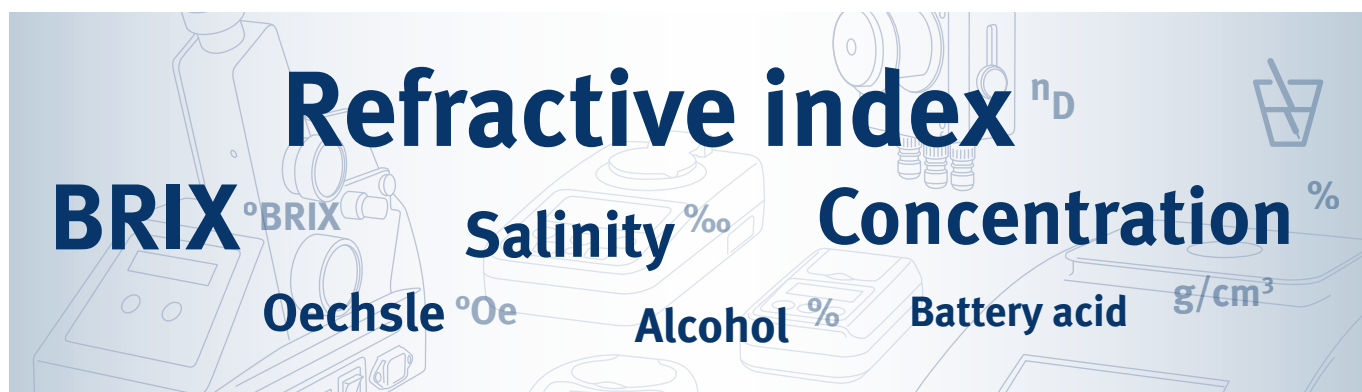 Refractive index nD
BRIX °BRIX
Salinity ‰
Concentration %
Oechsle °Oe
Alcohol %
Battery acid g/cm³